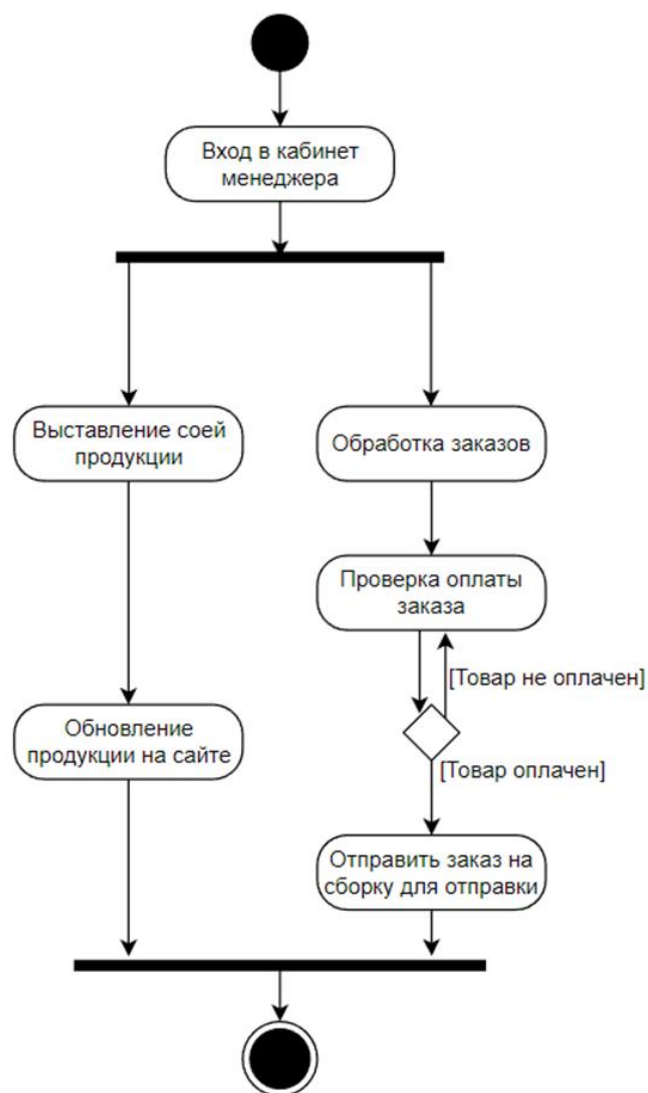 Вход в кабинет
менеджера
Выставление соей
продукции
Обработка заказов
Проверка оплаты
заказа
[Товар не оплачен]
Обновление
продукции на сайте
[Товар оплачен]
Отправить заказ на
сборку для отправки